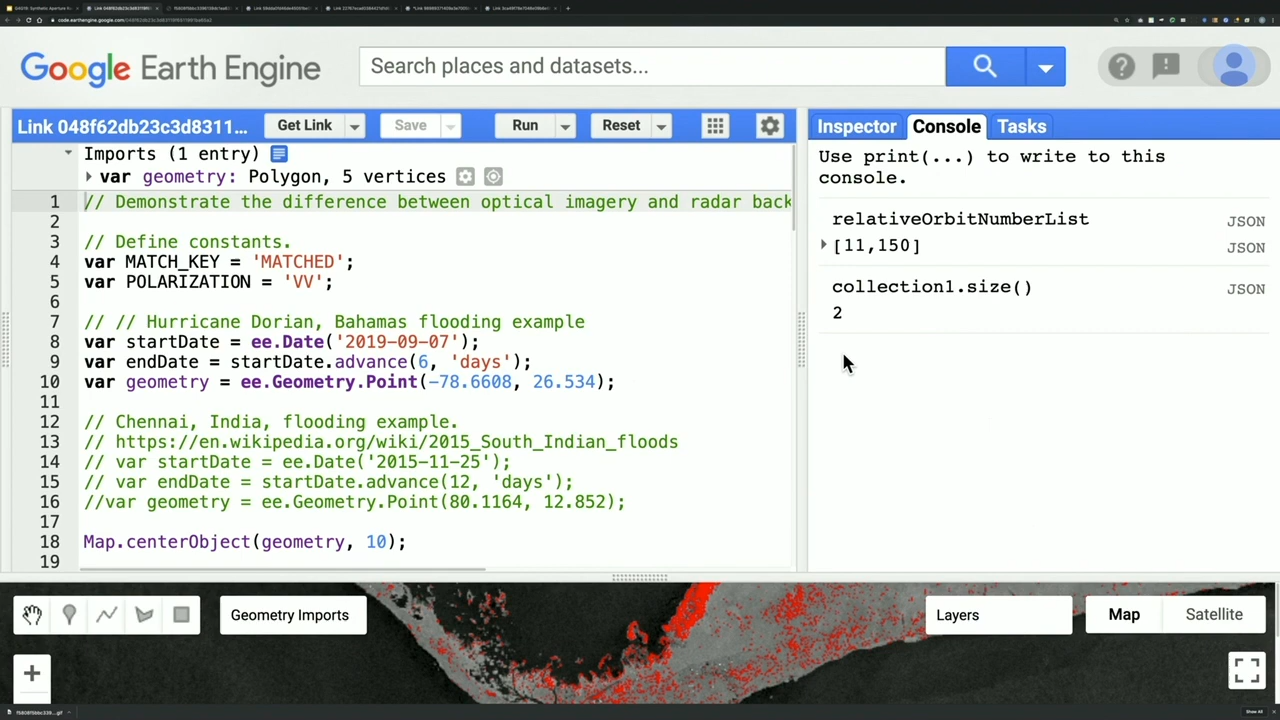 code.earthengine.google.com/048f62db23c3d83118f65118915a65a2
Google Earth Engine
Search places and datasets...
Link 048f62db23c3d8311...
Get Link
Save
Run
Reset
Inspector
Console
Tasks
Imports (1 entry)
var geometry: Polygon, 5 vertices
1 // Demonstrate the difference between optical imagery and radar back
2
3 // Define constants.
4 var MATCH_KEY = 'MATCHED';
5 var POLARIZATION = 'VV';
6
7 // // Hurricane Dorian, Bahamas flooding example
8 var startDate = ee.Date('2019-09-07');
9 var endDate = startDate.advance(6, 'days');
10 var geometry = ee.Geometry.Point(-78.6608, 26.534);
11
12 // Chennai, India, flooding example.
13 // https://en.wikipedia.org/wiki/2015_South_Indian_floods
14 // var startDate = ee.Date('2015-11-25');
15 // var endDate = startDate.advance(12, 'days');
16 //var geometry = ee.Geometry.Point(80.1164, 12.852);
17
18 Map.centerObject(geometry, 10);
19
Use print(...) to write to this
console.
relativeOrbitNumberList JSON
[11,150] JSON
collection1.size() JSON
2
Geometry Imports
Layers
Map
Satellite
+
Show All